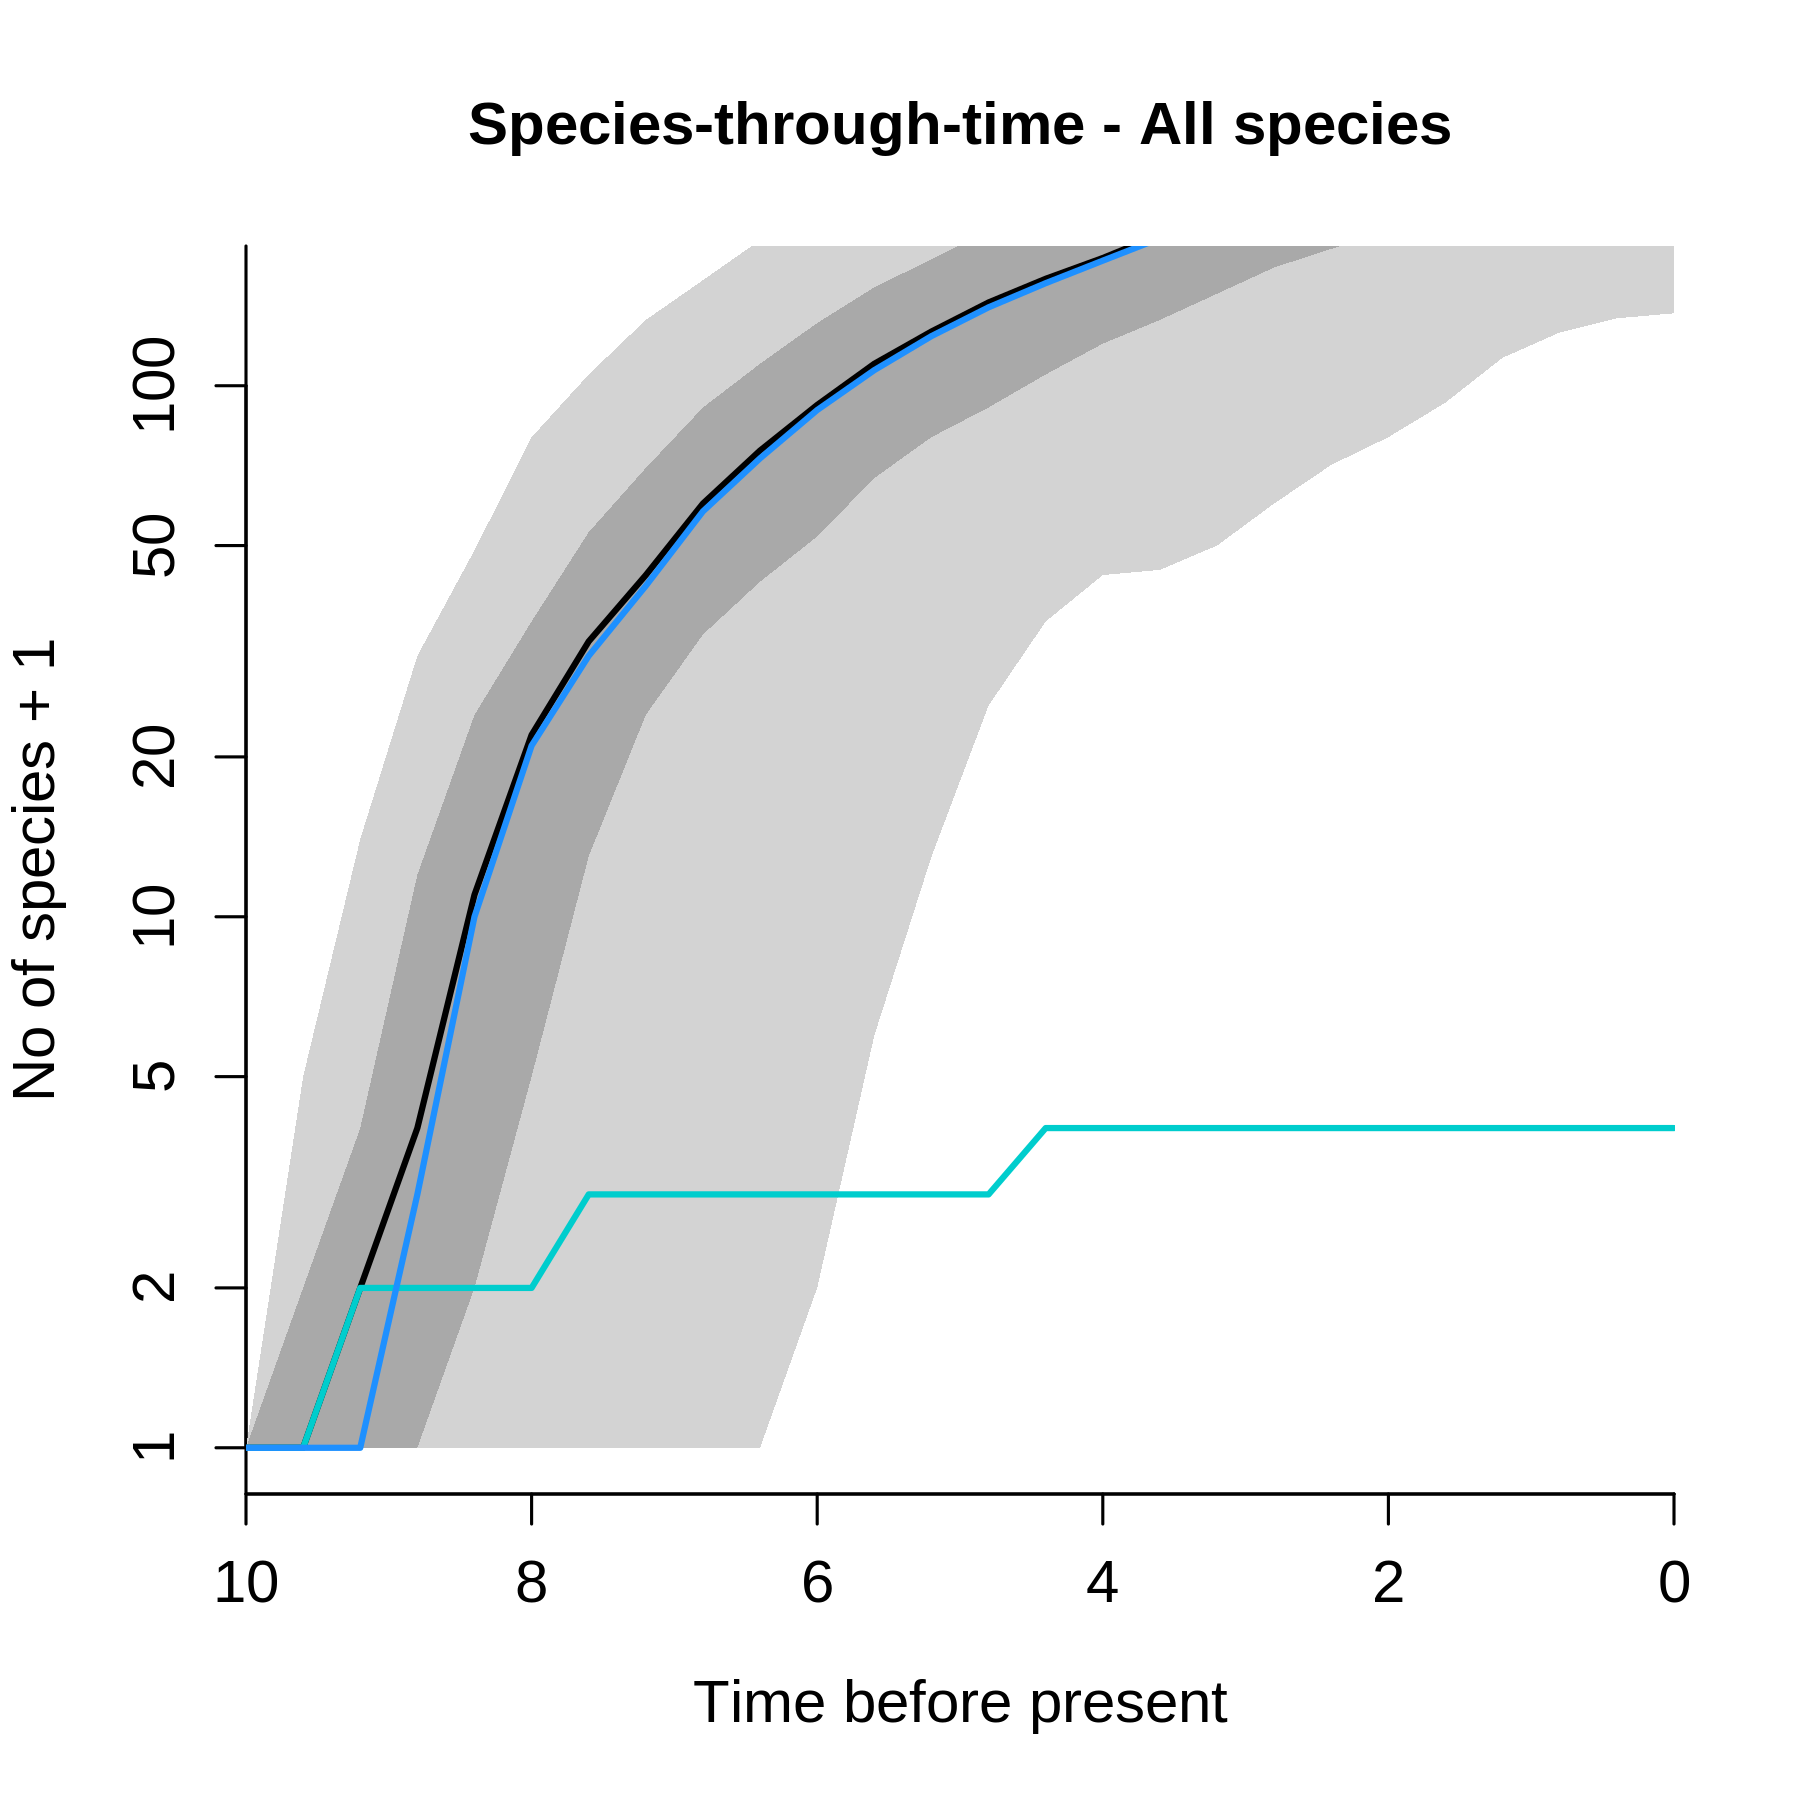 Species-through-time - All species
No of species + 1
100
50
20
10
5
2
1
10 8 6 4 2 0
Time before present